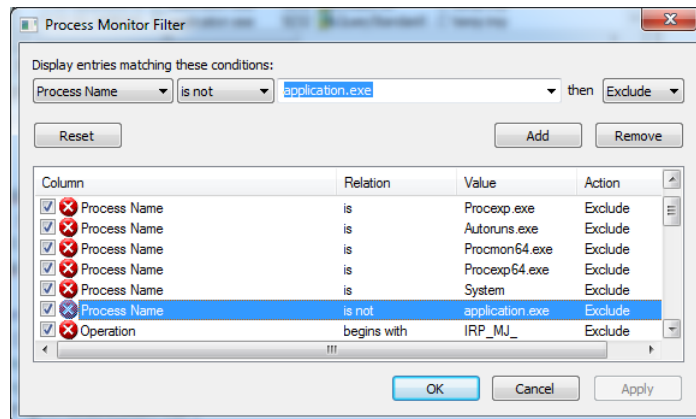 Process Monitor Filter
Display entries matching these conditions:
Process Name is not application.exe then Exclude
Reset Add Remove
Column Relation Value Action
Process Name is Procexp.exe Exclude
Process Name is Autoruns.exe Exclude
Process Name is Procmon64.exe Exclude
Process Name is Procexp64.exe Exclude
Process Name is System Exclude
Process Name is not application.exe Exclude
Operation begins with IRP_MJ_ Exclude
OK Cancel Apply